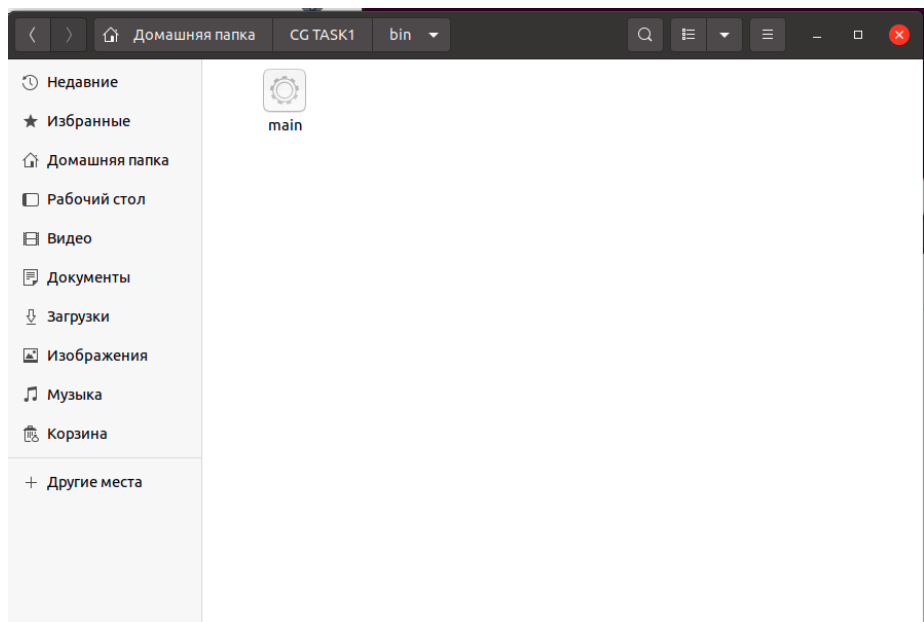 Домашняя папка CG TASK1 bin
Недавние
Избранные
Домашняя папка
Рабочий стол
Видео
Документы
Загрузки
Изображения
Музыка
Корзина
Другие места
main